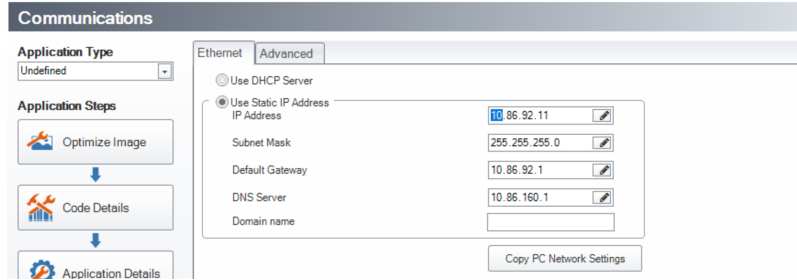 Communications
Application Type
Undefined
Application Steps
Optimize Image
Code Details
Application Details
Ethernet
Advanced
Use DHCP Server
Use Static IP Address
IP Address
10.86.92.11
Subnet Mask
255.255.255.0
Default Gateway
10.86.92.1
DNS Server
10.86.160.1
Domain name
Copy PC Network Settings